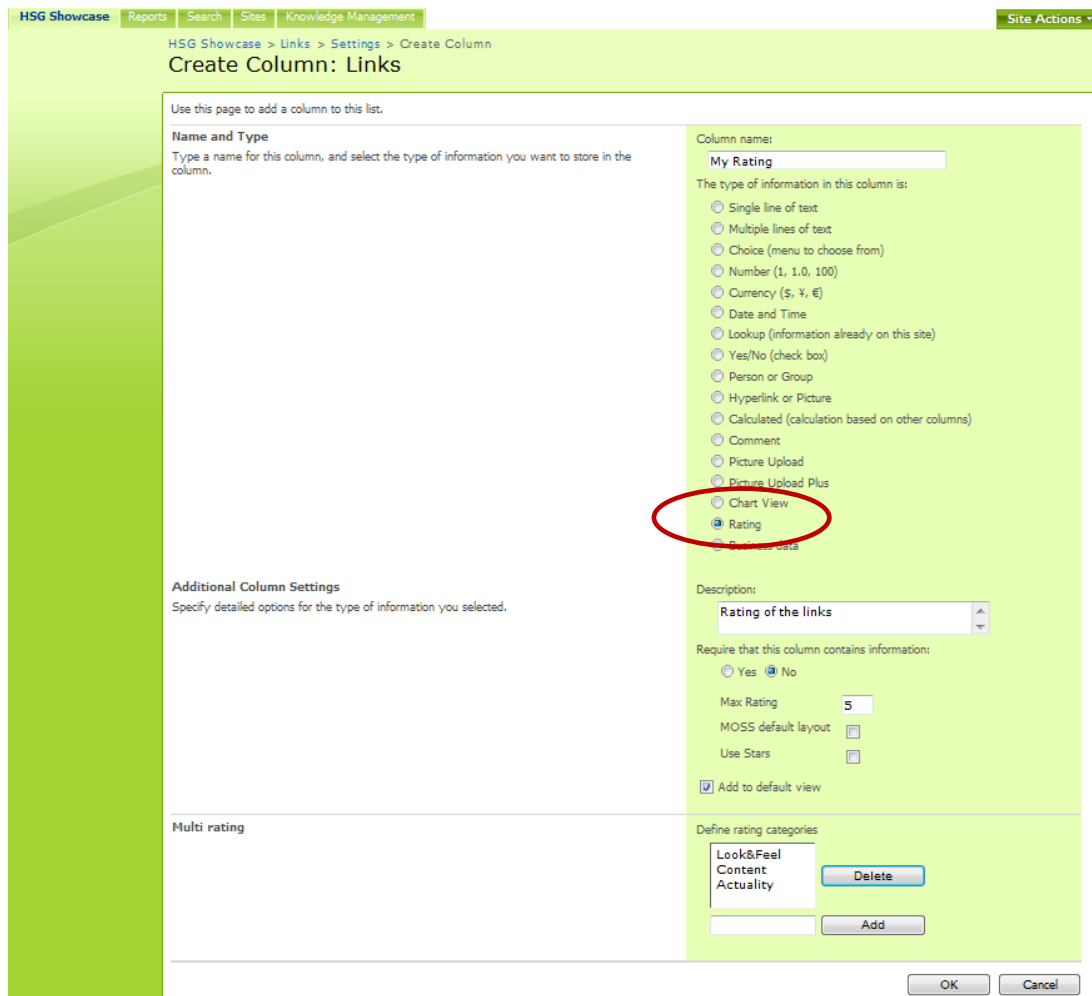 HSG Showcase Reports Search Sites Knowledge Management
Site Actions
HSG Showcase > Links > Settings > Create Column
Create Column: Links
Use this page to add a column to this list.
Name and Type
Type a name for this column, and select the type of information you want to store in the
column.
Column name:
My Rating
The type of information in this column is:
Single line of text
Multiple lines of text
Choice (menu to choose from)
Number (1, 1.0, 100)
Currency ($, ¥, €)
Date and Time
Lookup (information already on this site)
Yes/No (check box)
Person or Group
Hyperlink or Picture
Calculated (calculation based on other columns)
Comment
Picture Upload
Picture Upload Plus
Chart View
Rating
Business data
Additional Column Settings
Specify detailed options for the type of information you selected.
Description:
Rating of the links
Require that this column contains information:
Yes No
Max Rating 5
MOSS default layout
Use Stars
Add to default view
Multi rating
Define rating categories
Look&Feel
Content
Actuality
Delete
Add
OK Cancel